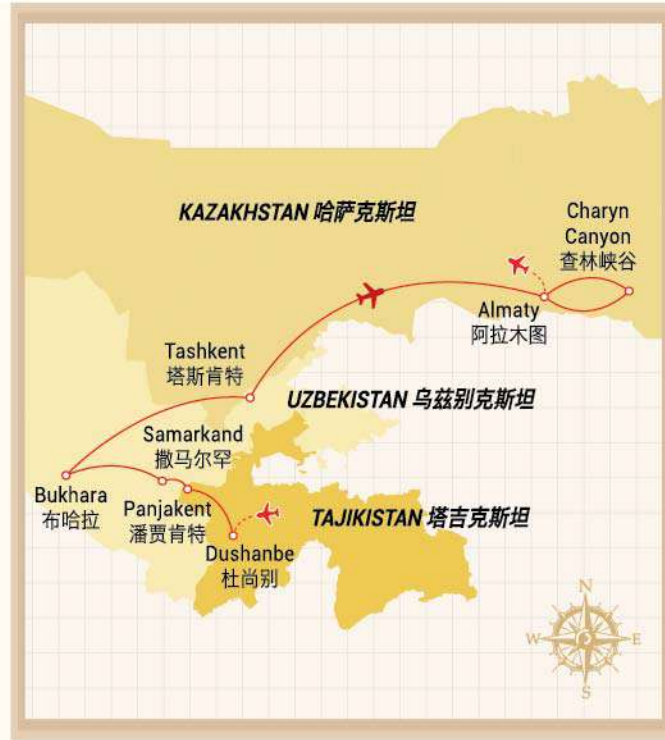 KAZAKHSTAN 哈萨克斯坦
Charyn
Canyon
查林峡谷
Almaty
阿拉木图
Tashkent
塔斯肯特
UZBEKISTAN 乌兹别克斯坦
Samarkand
撒马尔罕
Bukhara
布哈拉
Panjakent
潘贾肯特
TAJIKISTAN 塔吉克斯坦
Dushanbe
杜尚别
N
W
E
S